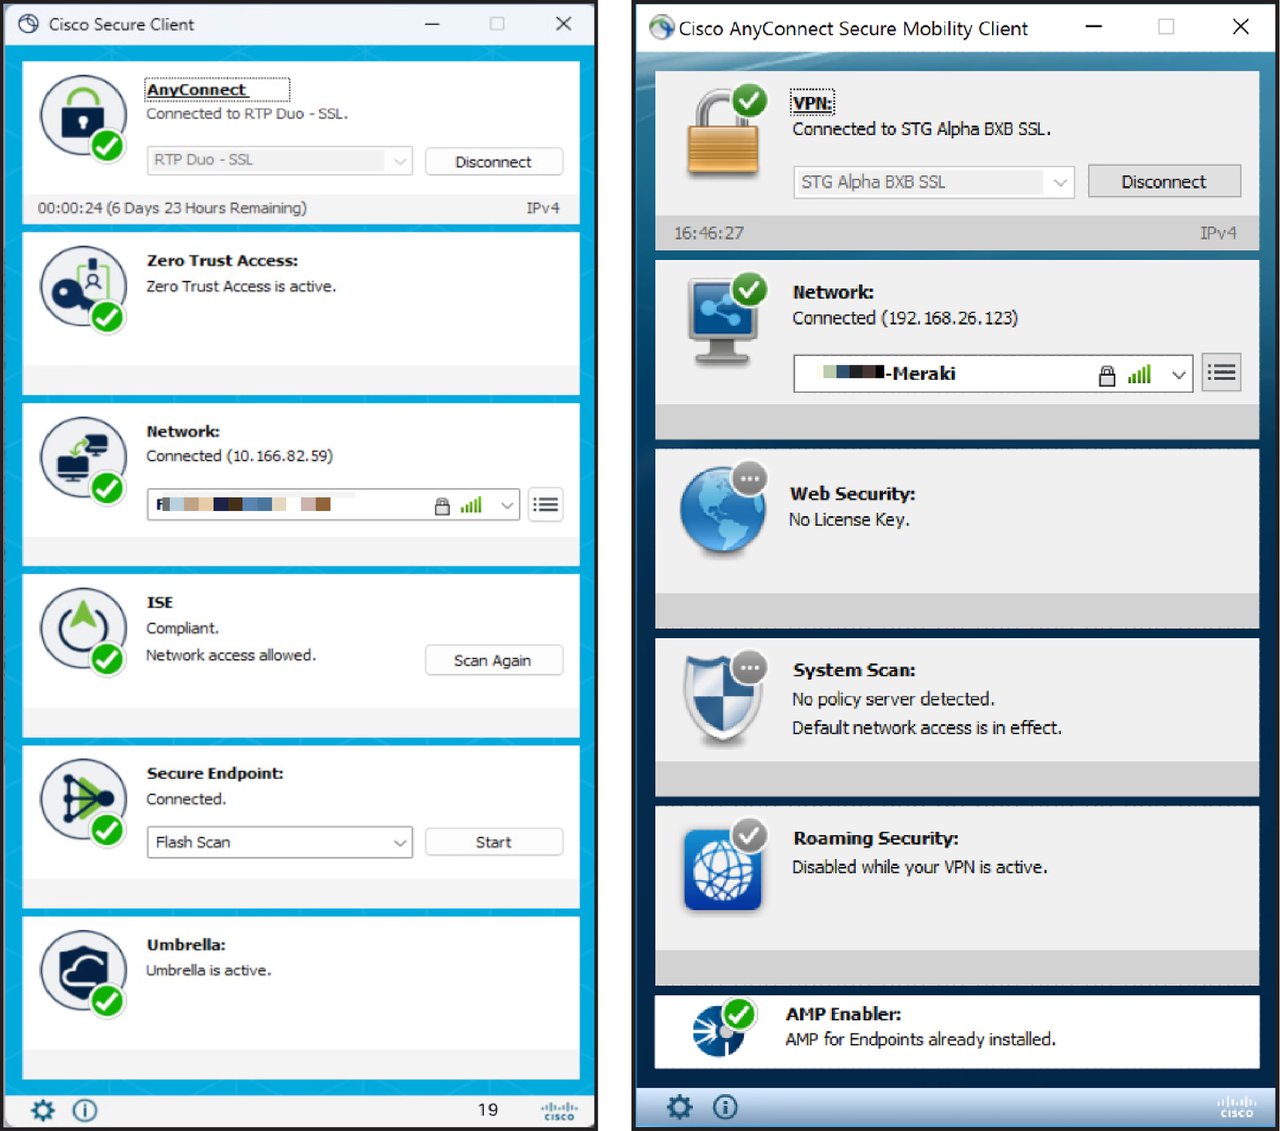 Cisco Secure Client
AnyConnect
Connected to RTP Duo - SSL.
RTP Duo - SSL
Disconnect
00:00:24 (6 Days 23 Hours Remaining)
IPv4
Zero Trust Access:
Zero Trust Access is active.
Network:
Connected (10.166.82.59)
ISE
Compliant.
Network access allowed.
Scan Again
Secure Endpoint:
Connected.
Flash Scan
Start
Umbrella:
Umbrella is active.
19
CISCO
Cisco AnyConnect Secure Mobility Client
VPN:
Connected to STG Alpha BXB SSL.
STG Alpha BXB SSL
Disconnect
16:46:27
IPv4
Network:
Connected (192.168.26.123)
-Meraki
Web Security:
No License Key.
System Scan:
No policy server detected.
Default network access is in effect.
Roaming Security:
Disabled while your VPN is active.
AMP Enabler:
AMP for Endpoints already installed.
CISCO